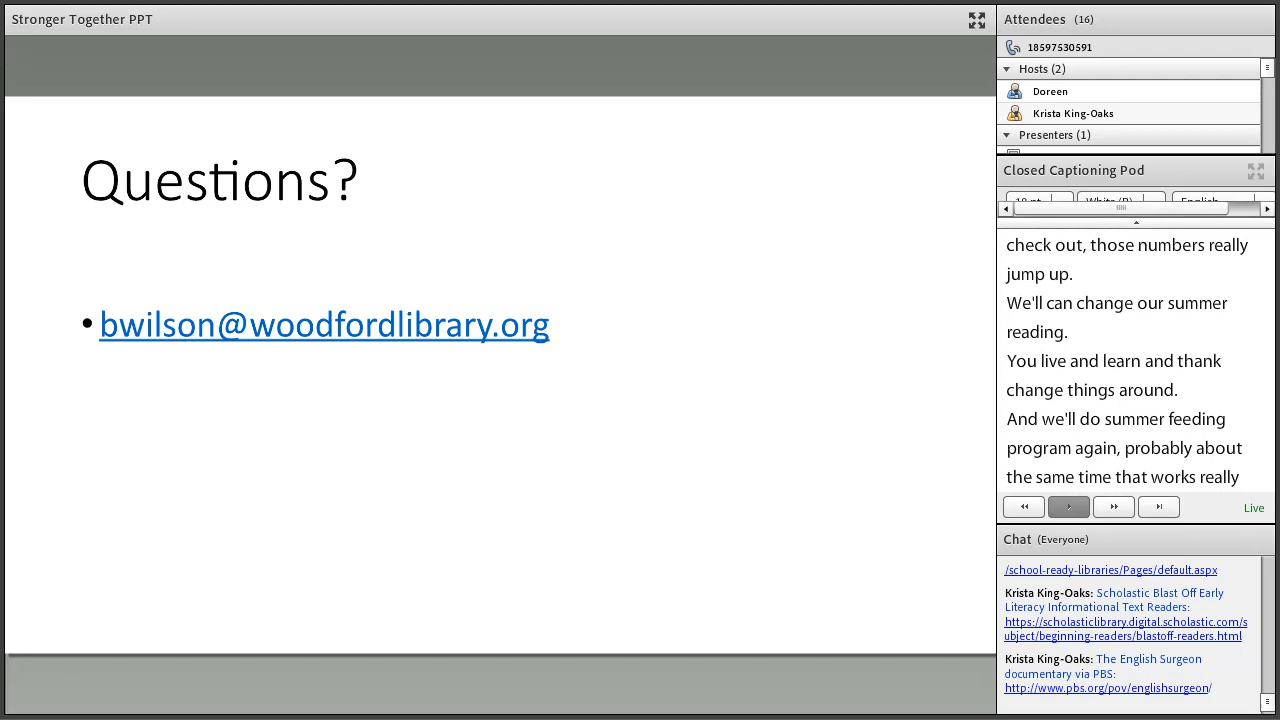 Stronger Together PPT
Questions?
• bwilson@woodfordlibrary.org
Attendees (16)
18597530591
Hosts (2)
Doreen
Krista King-Oaks
Presenters (1)
Closed Captioning Pod
18 pt
White (B)
English
check out, those numbers really
jump up.
We'll can change our summer
reading.
You live and learn and thank
change things around.
And we'll do summer feeding
program again, probably about
the same time that works really
Live
Chat (Everyone)
/school-ready-libraries/Pages/default.aspx
Krista King-Oaks: Scholastic Blast Off Early
Literacy Informational Text Readers:
https://scholasticlibrary.digital.scholastic.com/s
ubject/beginning-readers/blastoff-readers.html
Krista King-Oaks: The English Surgeon
documentary via PBS:
http://www.pbs.org/pov/englishsurgeon/